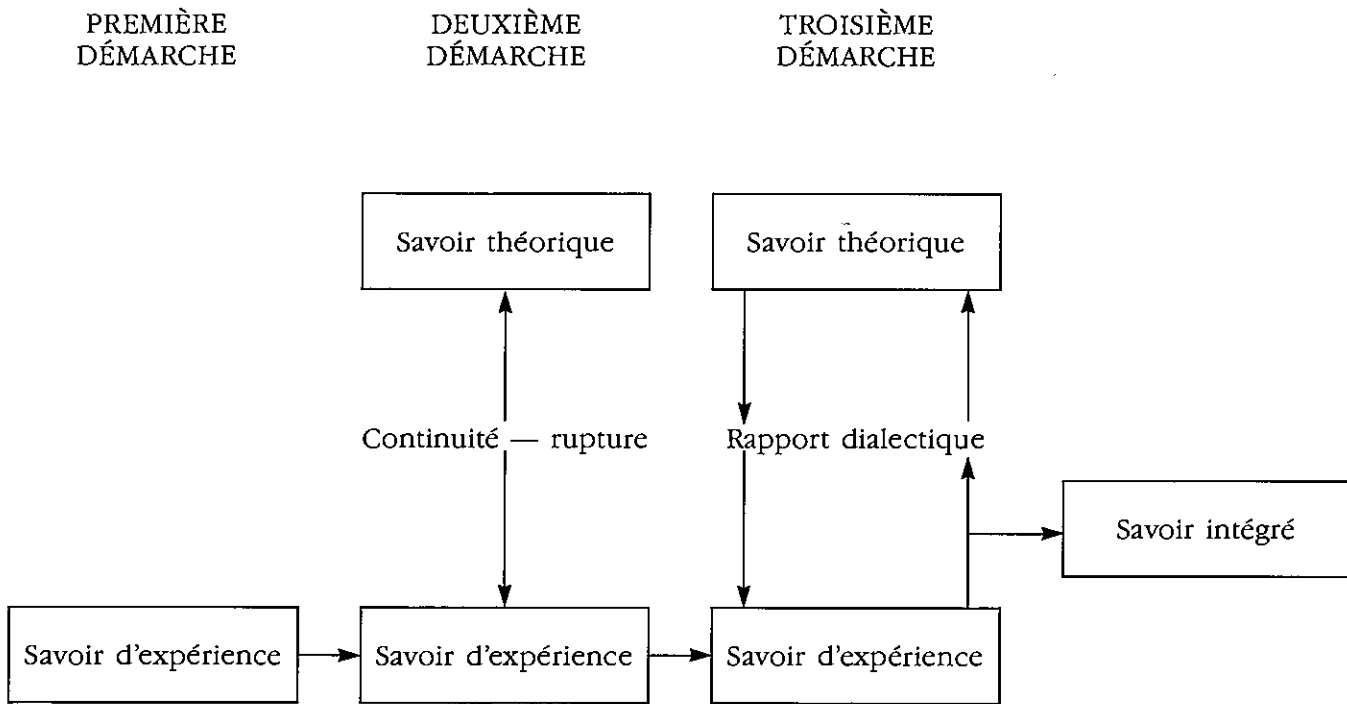 PREMIÈRE
DÉMARCHE
DEUXIÈME
DÉMARCHE
TROISIÈME
DÉMARCHE
Savoir théorique
Savoir théorique
Continuité — rupture
Rapport dialectique
Savoir intégré
Savoir d'expérience
Savoir d'expérience
Savoir d'expérience